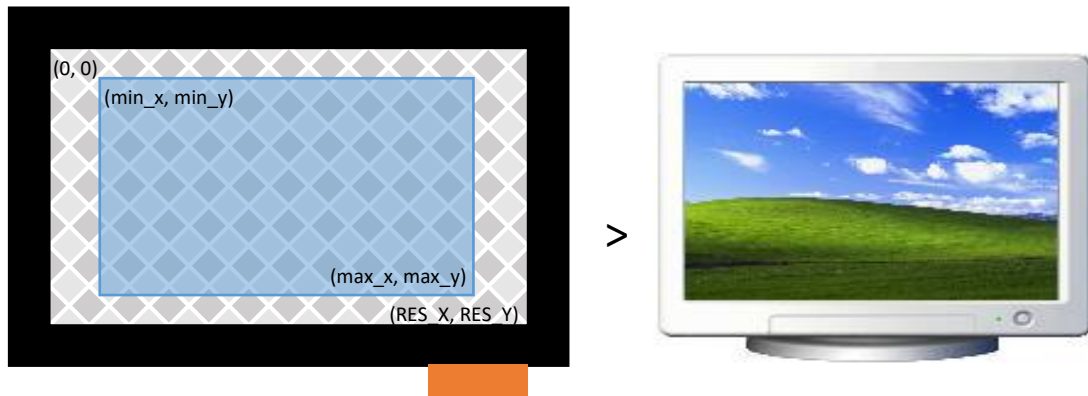 (0, 0)
(min_x, min_y)
(max_x, max_y)
(RES_X, RES_Y)
>